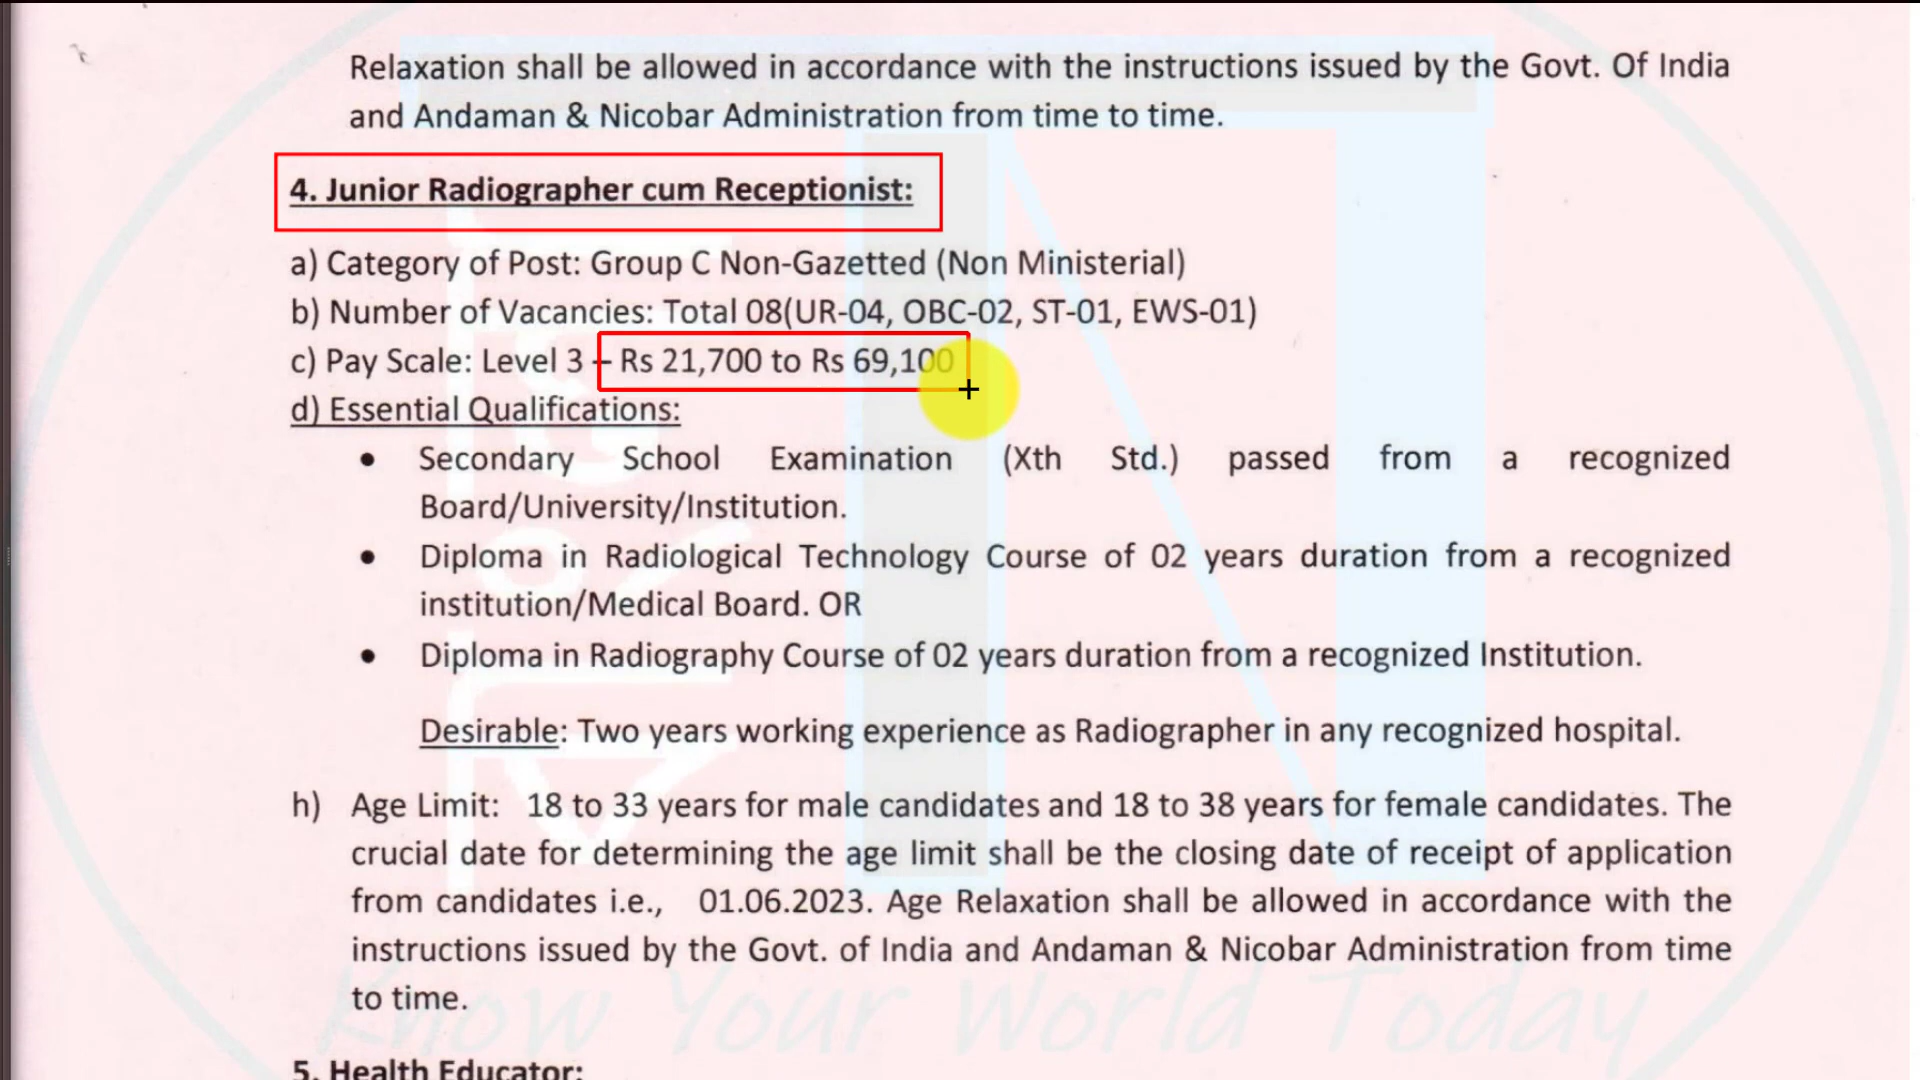 Relaxation shall be allowed in accordance with the instructions issued by the Govt. Of India
and Andaman & Nicobar Administration from time to time.
4. Junior Radiographer cum Receptionist:
a) Category of Post: Group C Non-Gazetted (Non Ministerial)
b) Number of Vacancies: Total 08(UR-04, OBC-02, ST-01, EWS-01)
c) Pay Scale: Level 3 – Rs 21,700 to Rs 69,100
d) Essential Qualifications:
• Secondary School Examination (Xth Std.) passed from a recognized
Board/University/Institution.
• Diploma in Radiological Technology Course of 02 years duration from a recognized
institution/Medical Board. OR
• Diploma in Radiography Course of 02 years duration from a recognized Institution.
Desirable: Two years working experience as Radiographer in any recognized hospital.
h) Age Limit: 18 to 33 years for male candidates and 18 to 38 years for female candidates. The
crucial date for determining the age limit shall be the closing date of receipt of application
from candidates i.e., 01.06.2023. Age Relaxation shall be allowed in accordance with the
instructions issued by the Govt. of India and Andaman & Nicobar Administration from time
to time.
Know Your World Today
5. Health Educator: